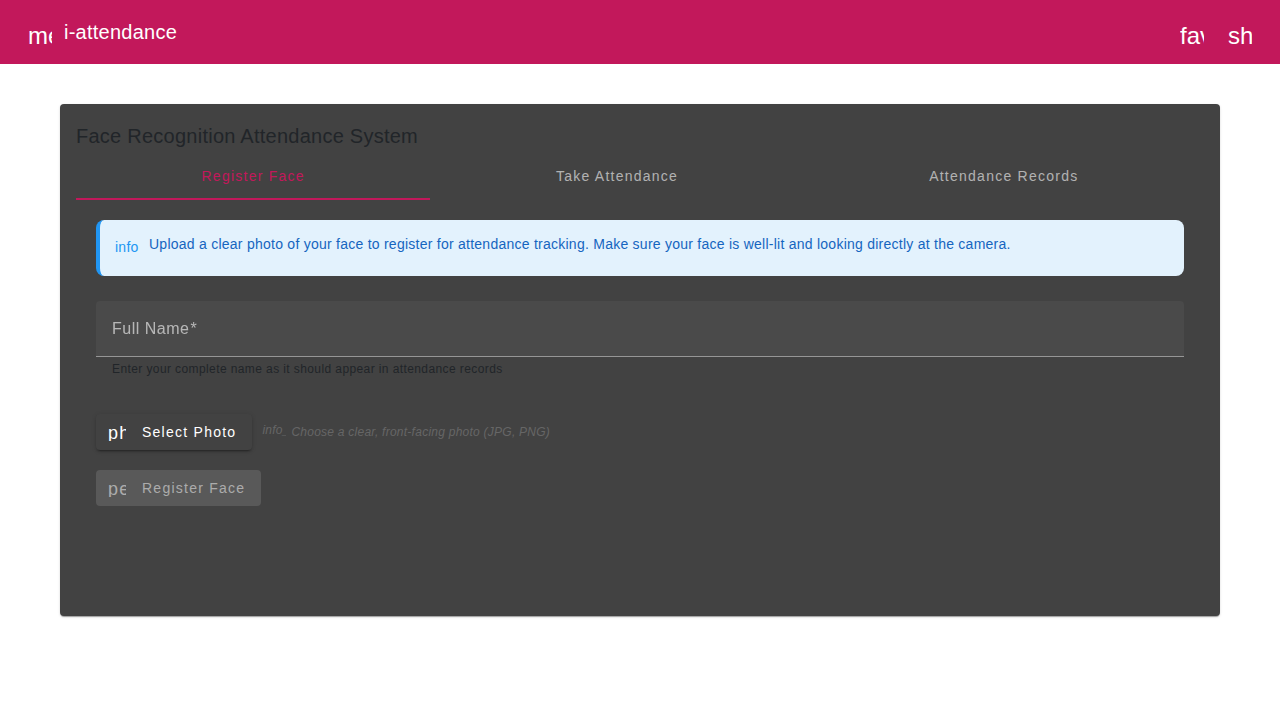 me i-attendance fav sh
Face Recognition Attendance System
Register Face Take Attendance Attendance Records
info Upload a clear photo of your face to register for attendance tracking. Make sure your face is well-lit and looking directly at the camera.
Full Name*
Enter your complete name as it should appear in attendance records
ph Select Photo info Choose a clear, front-facing photo (JPG, PNG)
pe Register Face